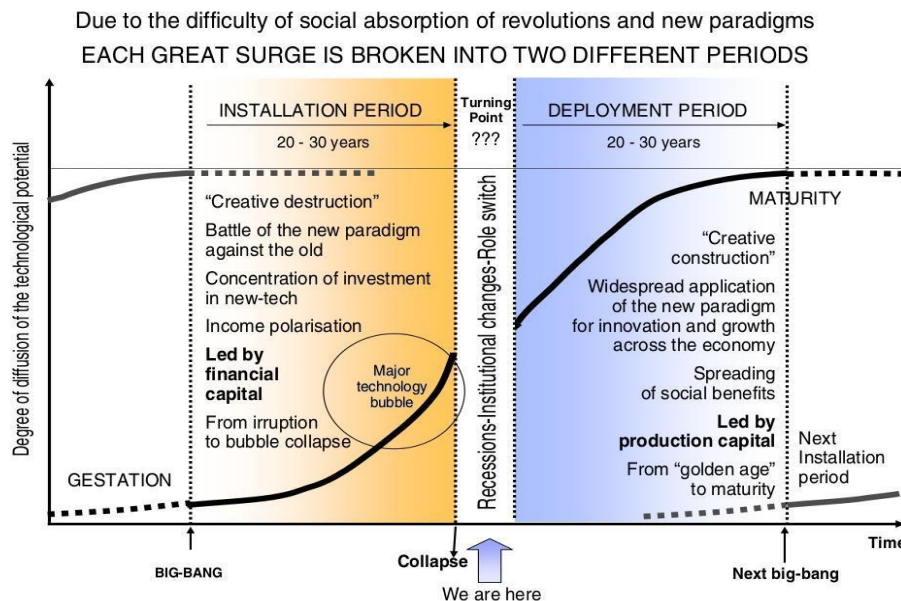 Due to the difficulty of social absorption of revolutions and new paradigms
EACH GREAT SURGE IS BROKEN INTO TWO DIFFERENT PERIODS
Degree of diffusion of the technological potential
INSTALLATION PERIOD
20 - 30 years
Turning
Point
???
DEPLOYMENT PERIOD
20 - 30 years
“Creative destruction”
Battle of the new paradigm
against the old
Concentration of investment
in new-tech
Income polarisation
Led by
financial
capital
From irruption
to bubble collapse
Major
technology
bubble
GESTATION
Recessions-Institutional changes-Role switch
MATURITY
“Creative
construction”
Widespread application
of the new paradigm
for innovation and growth
across the economy
Spreading
of social benefits
Led by
production capital
From “golden age”
to maturity
Next
Installation
period
Time
BIG-BANG
Collapse
We are here
Next big-bang